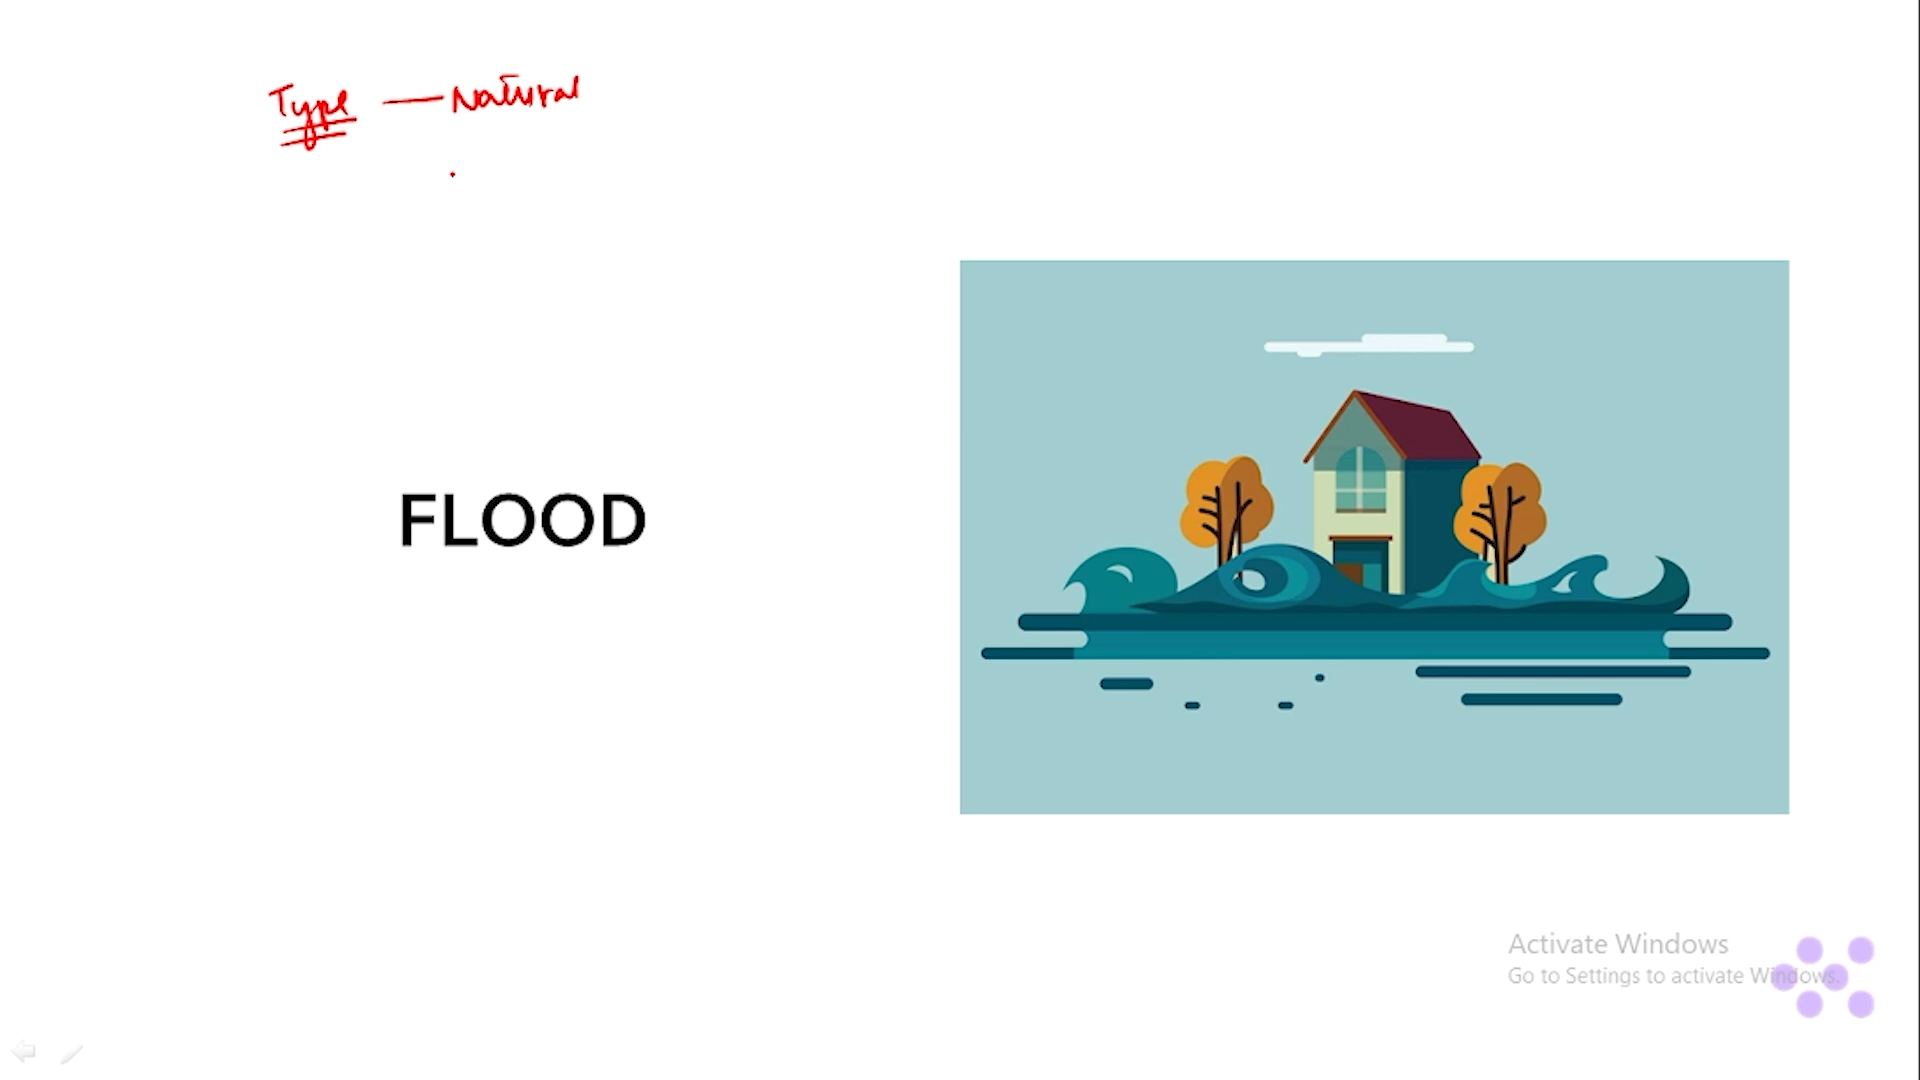 Type — Natural
FLOOD
Activate Windows
Go to Settings to activate Windows.